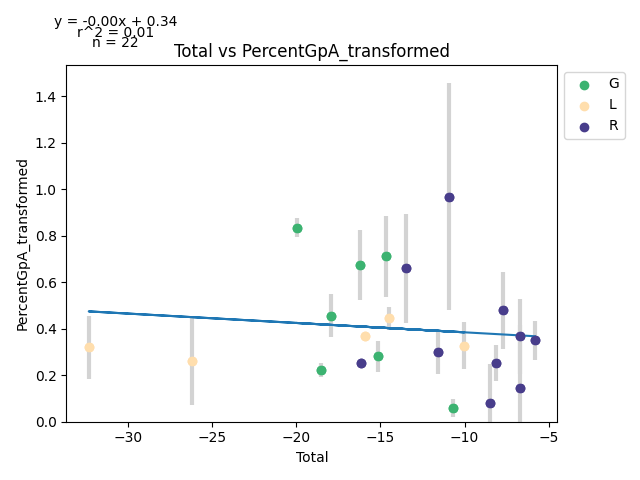 y = -0.00x + 0.34
r^2 = 0.01
n = 22
Total vs PercentGpA_transformed
G
L
R
PercentGpA_transformed
1.4
1.2
1.0
0.8
0.6
0.4
0.2
0.0
−30
−25
−20
−15
−10
−5
Total